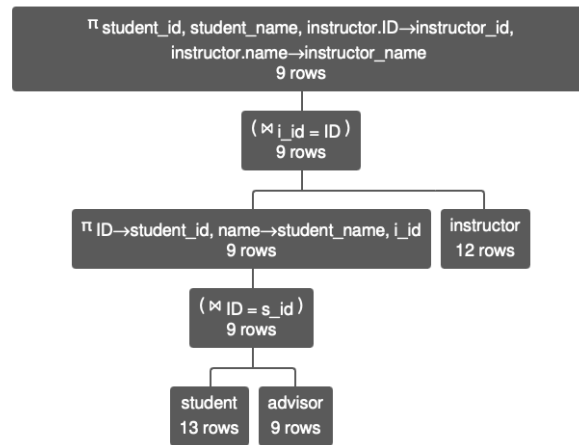 π student_id, student_name, instructor.ID→instructor_id,
instructor.name→instructor_name
9 rows
(⋈ i_id = ID)
9 rows
π ID→student_id, name→student_name, i_id
9 rows
instructor
12 rows
(⋈ ID = s_id)
9 rows
student
13 rows
advisor
9 rows